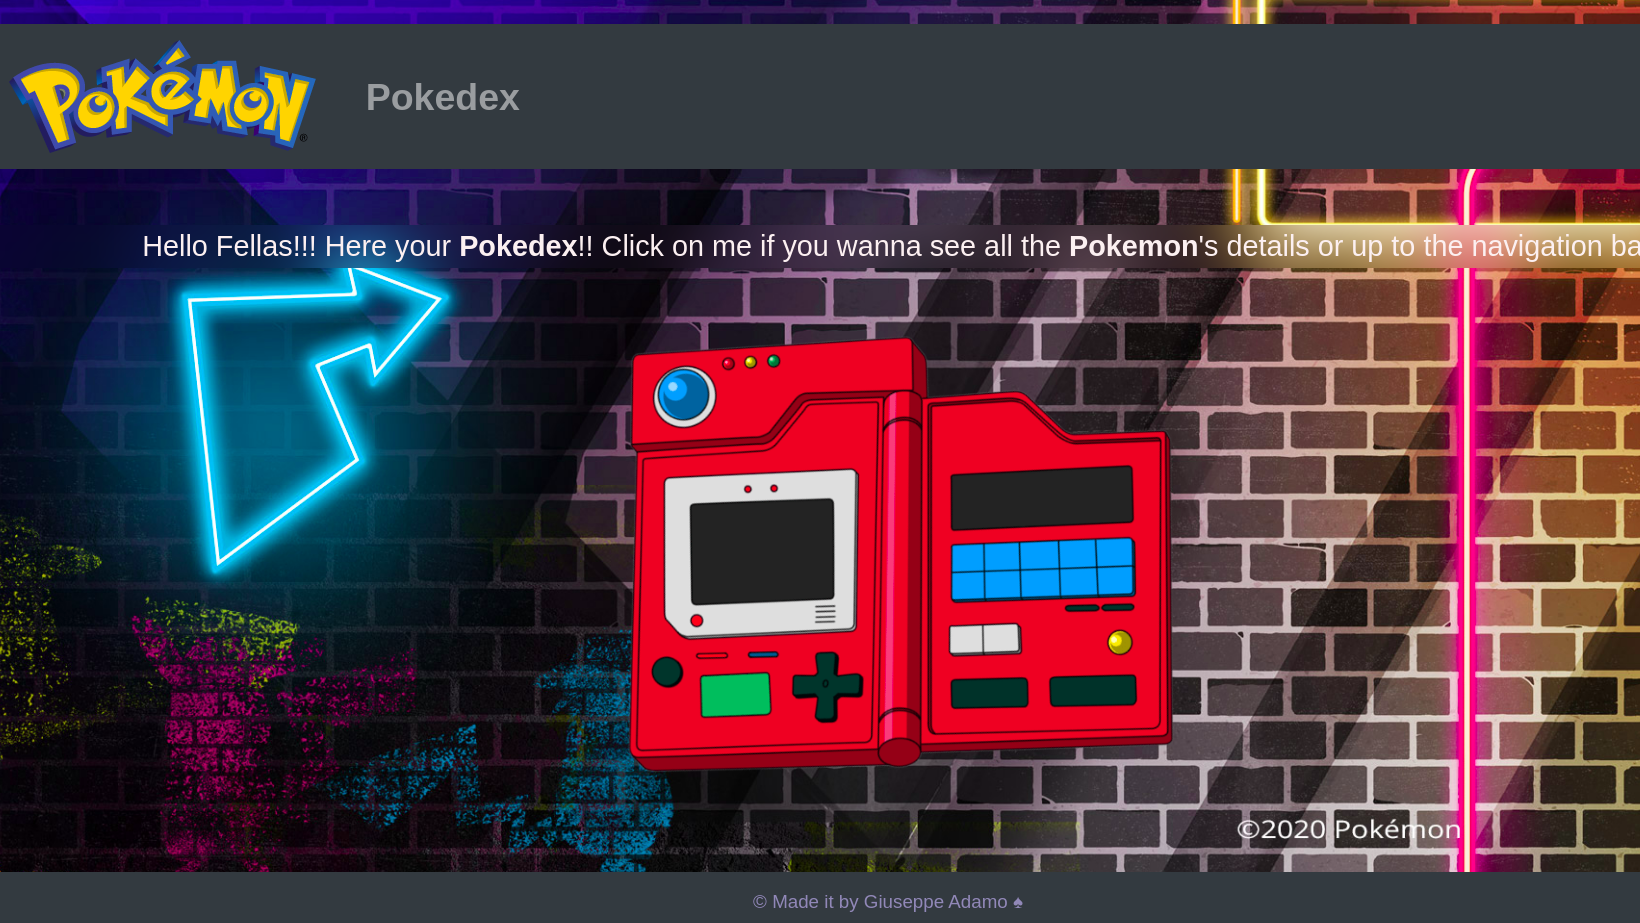 Pokémon ®
Pokedex
Hello Fellas!!! Here your Pokedex!! Click on me if you wanna see all the Pokemon's details or up to the navigation ba
©2020 Pokémon
© Made it by Giuseppe Adamo ♠